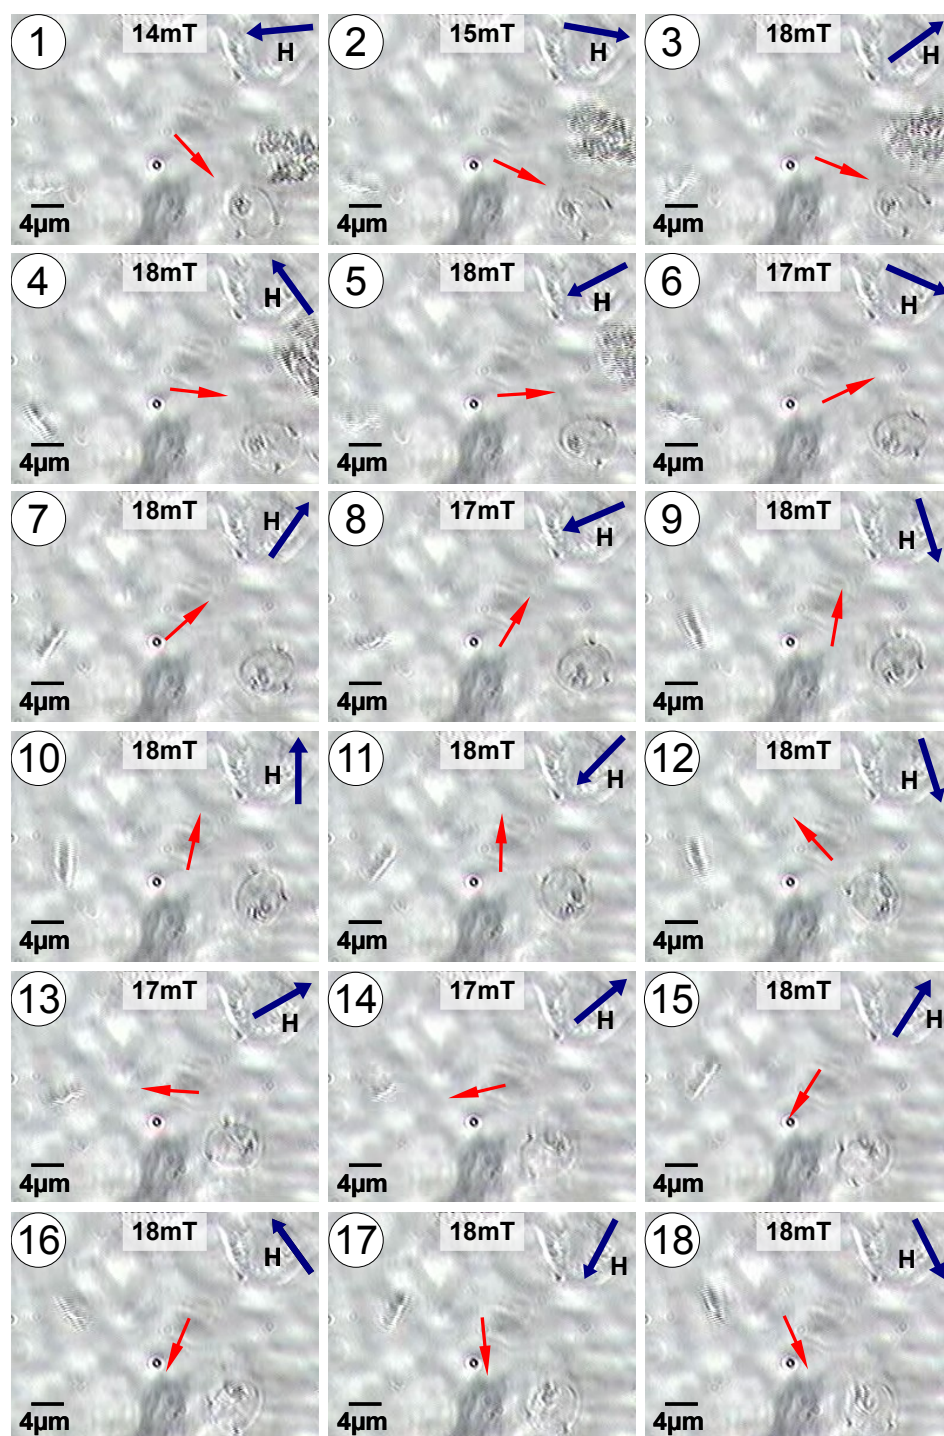 1 14mT H
4µm
2 15mT H
4µm
3 18mT H
4µm
4 18mT H
4µm
5 18mT H
4µm
6 17mT H
4µm
7 18mT H
4µm
8 17mT H
4µm
9 18mT H
4µm
10 18mT H
4µm
11 18mT H
4µm
12 18mT H
4µm
13 17mT H
4µm
14 17mT H
4µm
15 18mT H
4µm
16 18mT H
4µm
17 18mT H
4µm
18 18mT H
4µm